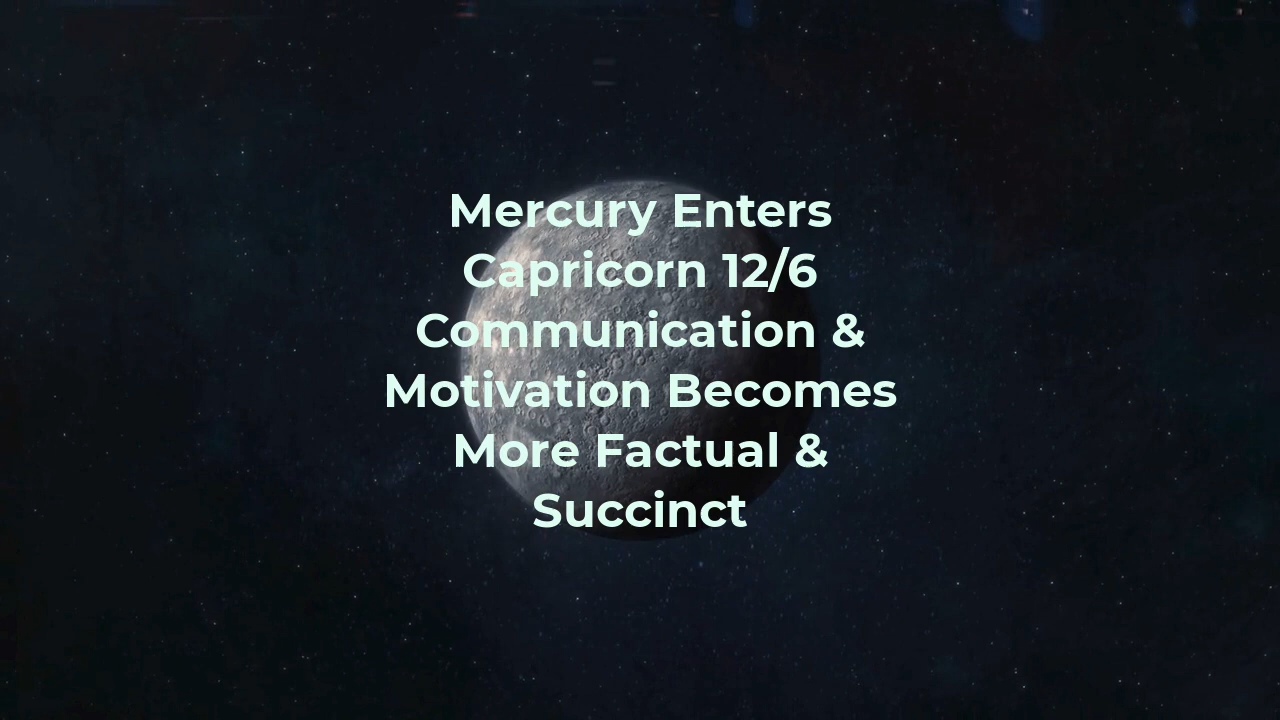 Mercury Enters
Capricorn 12/6
Communication &
Motivation Becomes
More Factual &
Succinct